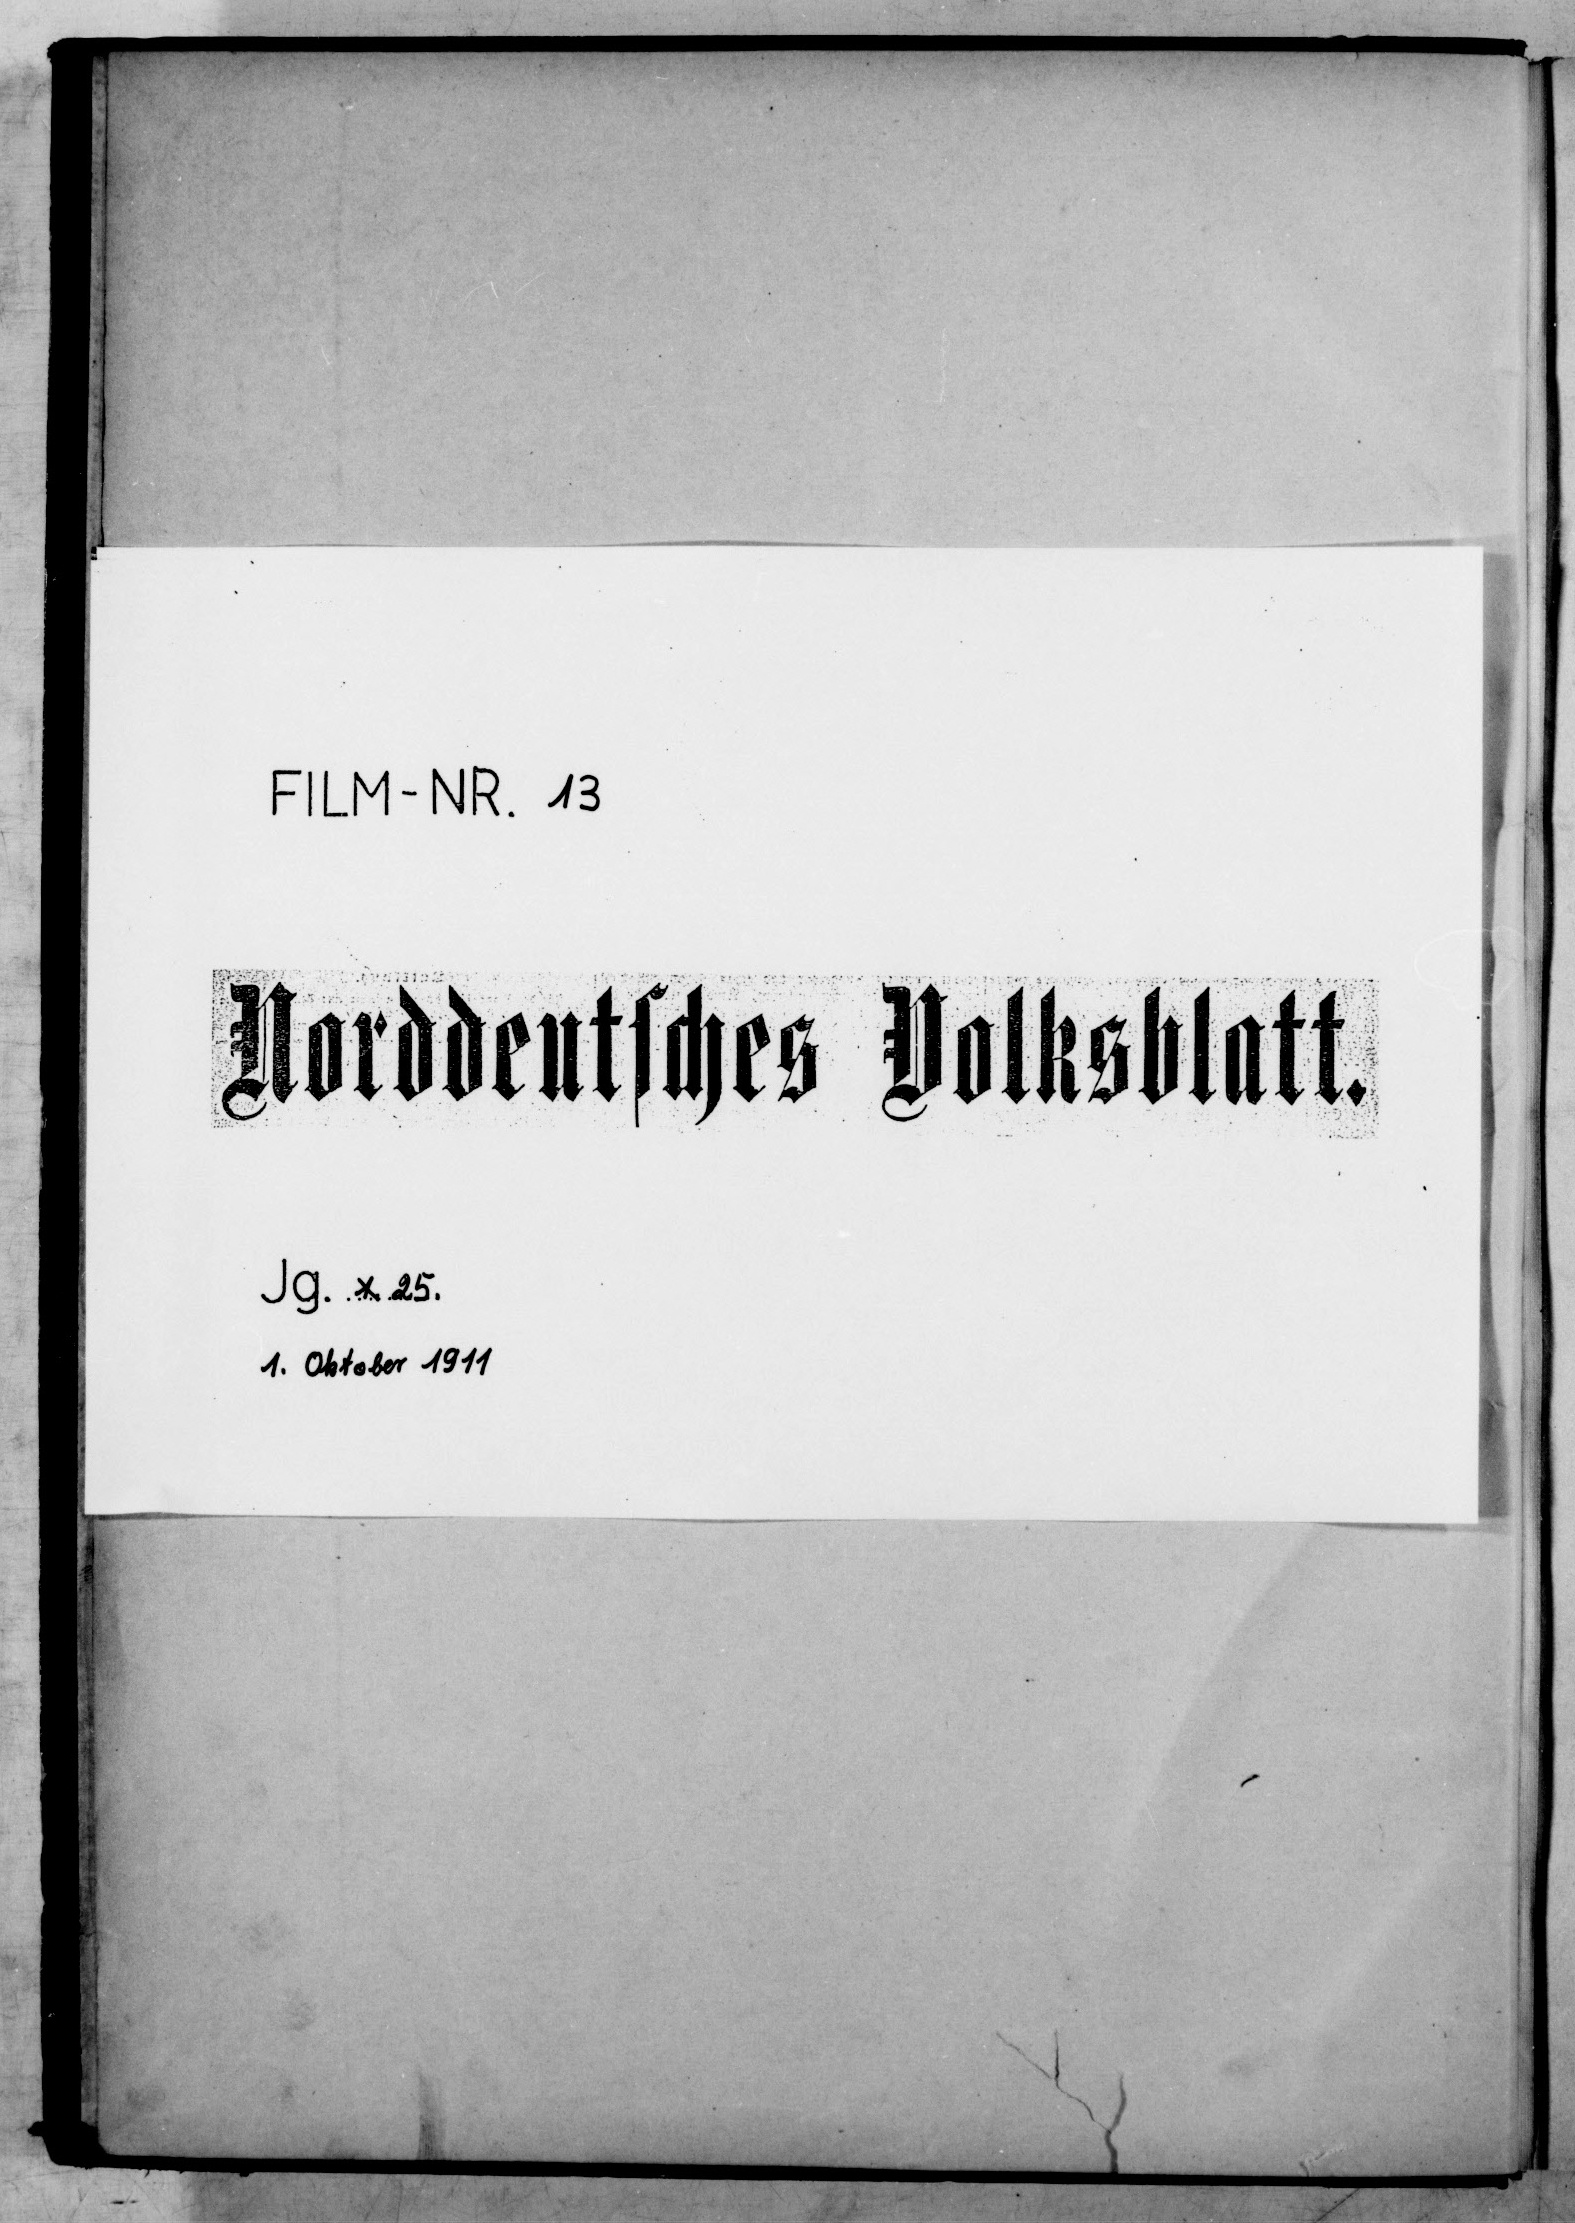 FILM-NR. 13
Norddeutſches Volksblatt.
Jg. 25.
1. Oktober 1911